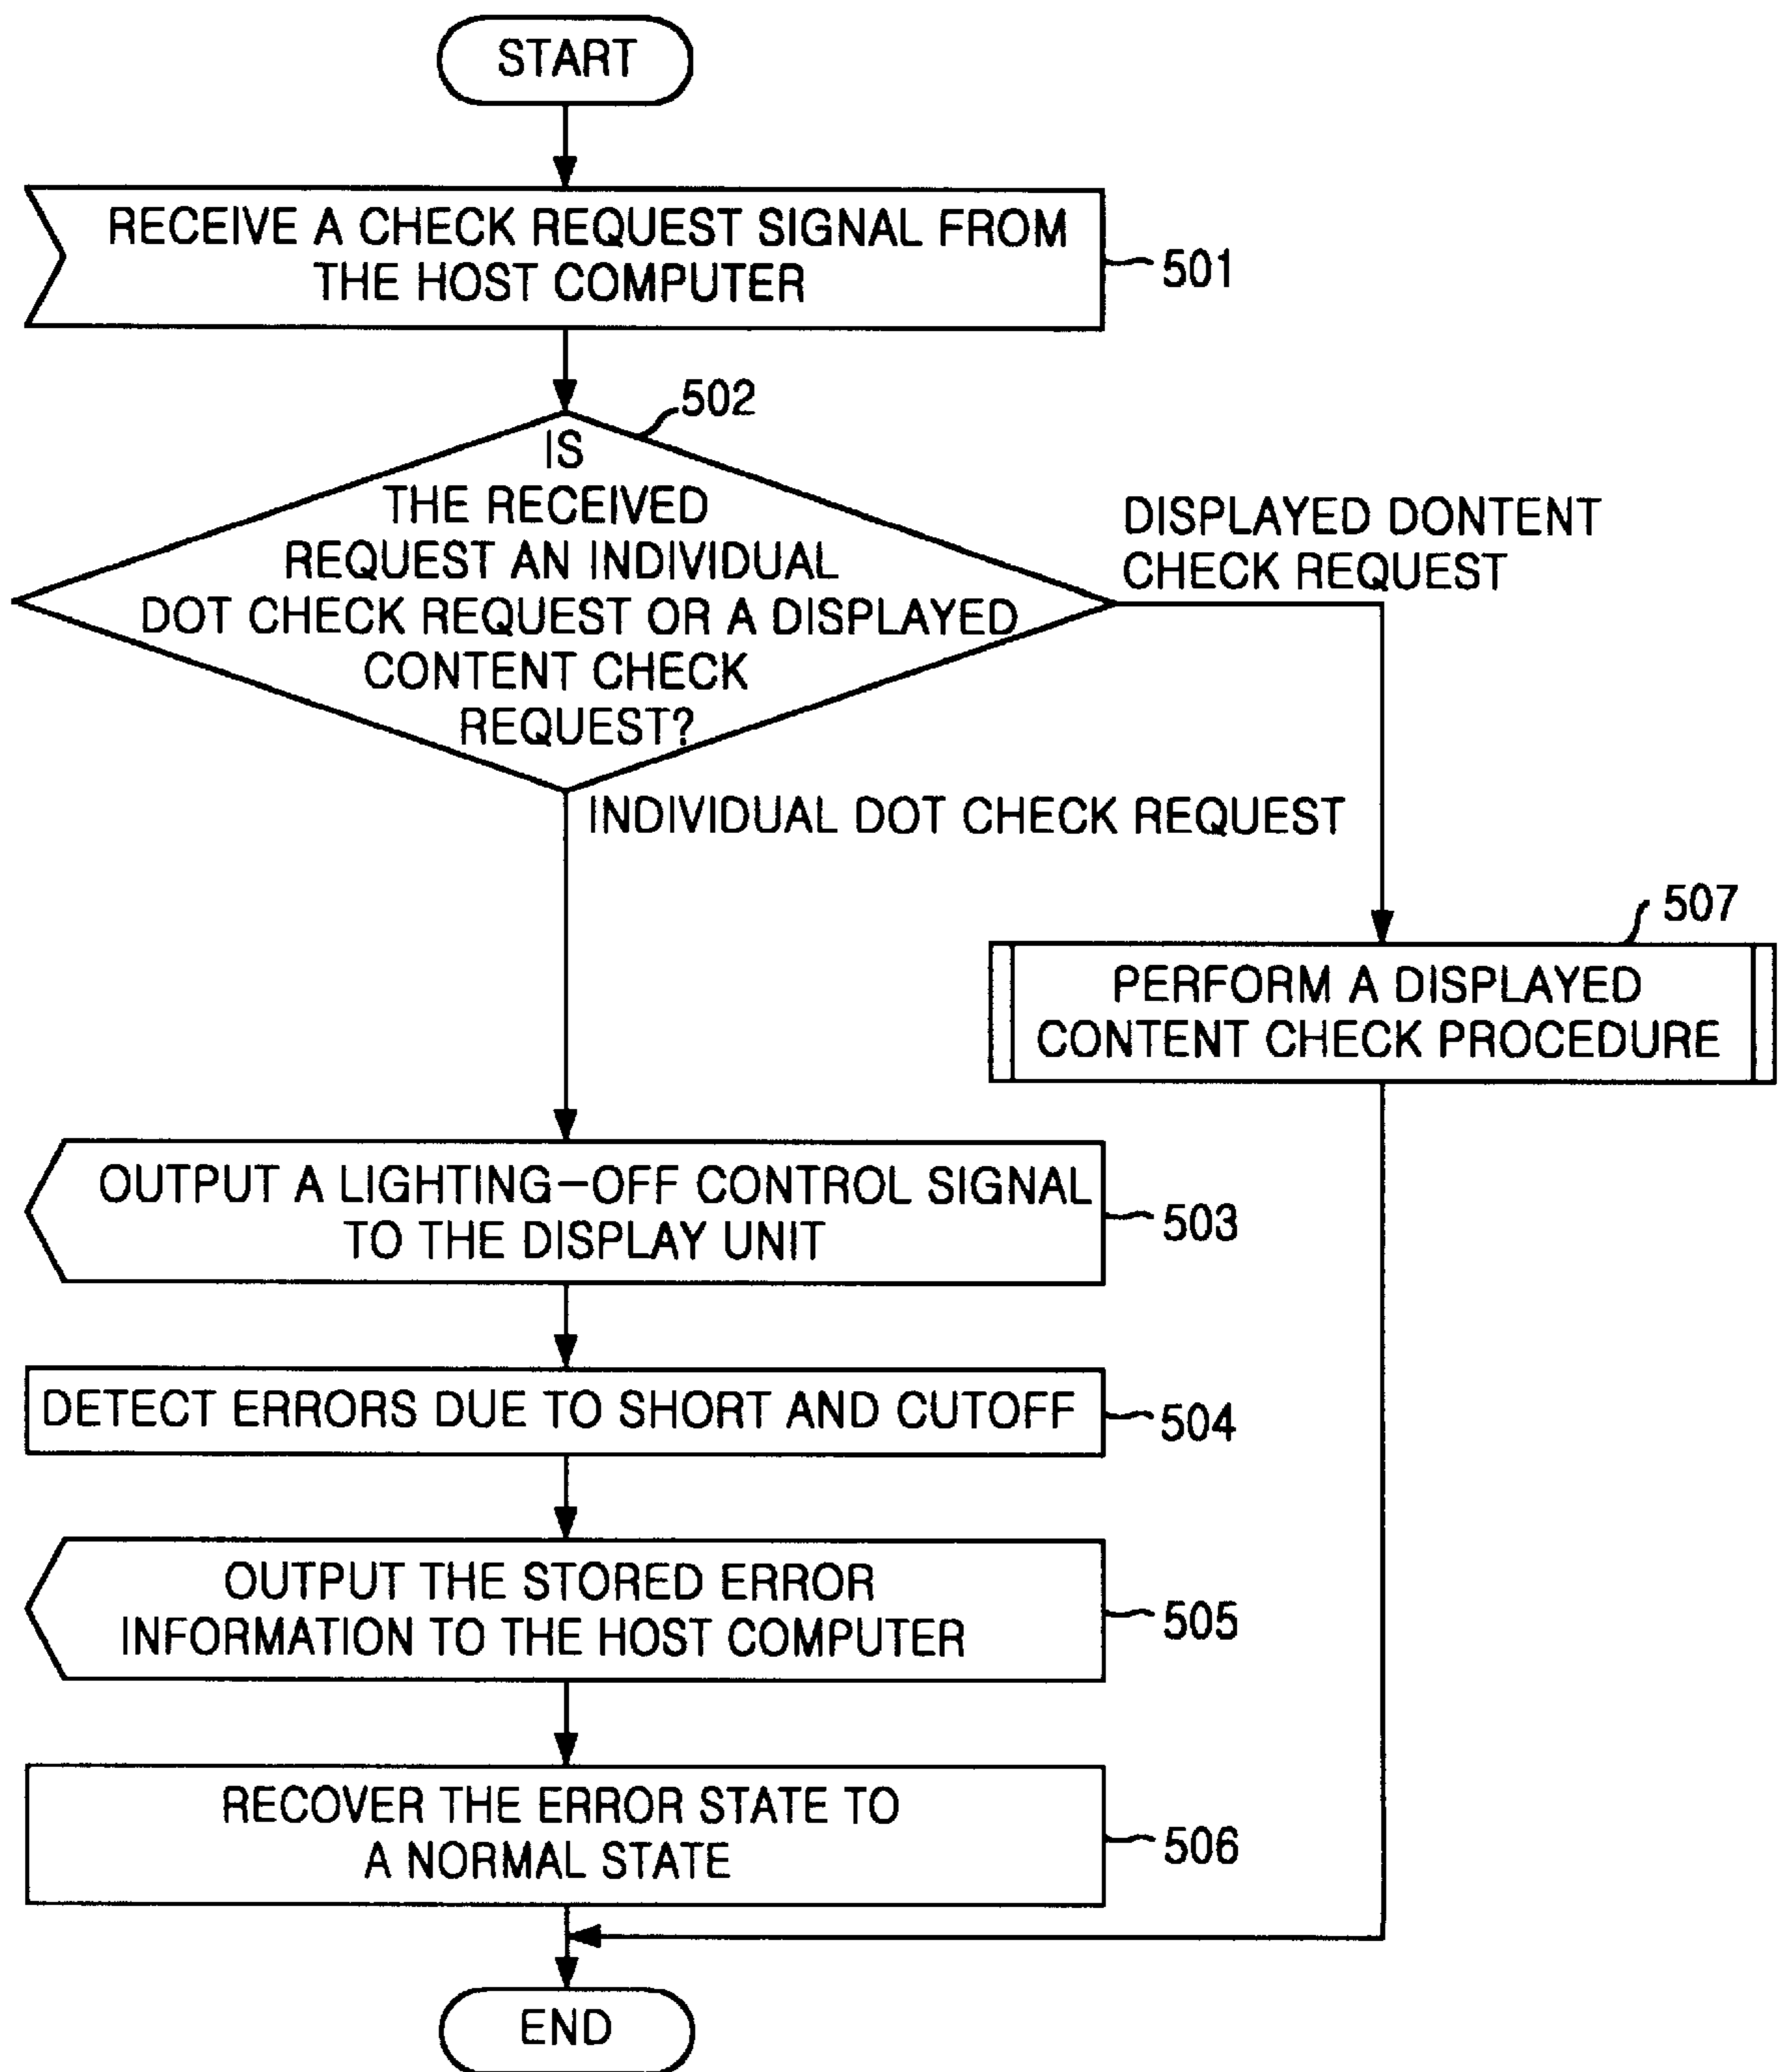 START
RECEIVE A CHECK REQUEST SIGNAL FROM
THE HOST COMPUTER
501
502
IS
THE RECEIVED
REQUEST AN INDIVIDUAL
DOT CHECK REQUEST OR A DISPLAYED
CONTENT CHECK
REQUEST?
DISPLAYED DONTENT
CHECK REQUEST
INDIVIDUAL DOT CHECK REQUEST
507
PERFORM A DISPLAYED
CONTENT CHECK PROCEDURE
OUTPUT A LIGHTING-OFF CONTROL SIGNAL
TO THE DISPLAY UNIT
503
DETECT ERRORS DUE TO SHORT AND CUTOFF
504
OUTPUT THE STORED ERROR
INFORMATION TO THE HOST COMPUTER
505
RECOVER THE ERROR STATE TO
A NORMAL STATE
506
END